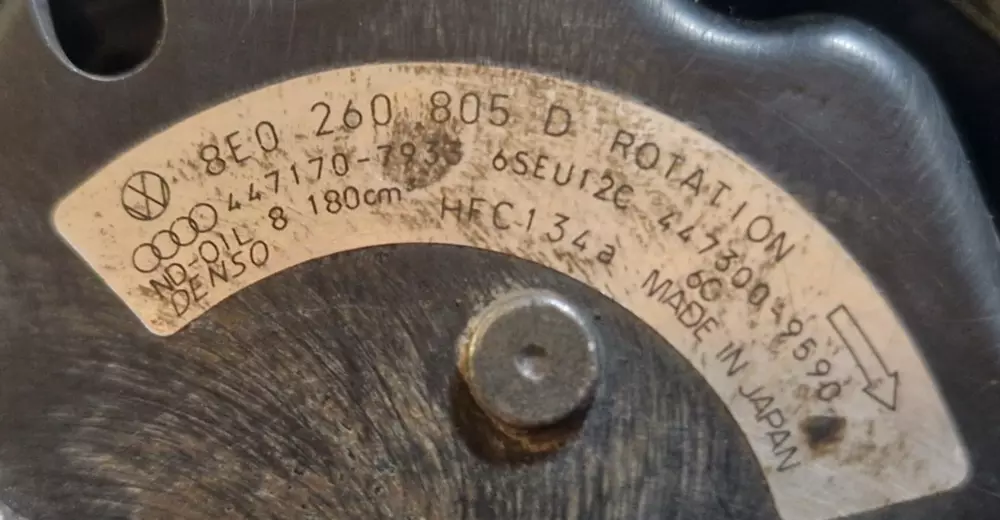 8E0 260 805 D ROTATION
447170-7933 6SEU12C 447300-9590
ND-OIL 8 180cm³ HFC134a 6C
DENSO MADE IN JAPAN